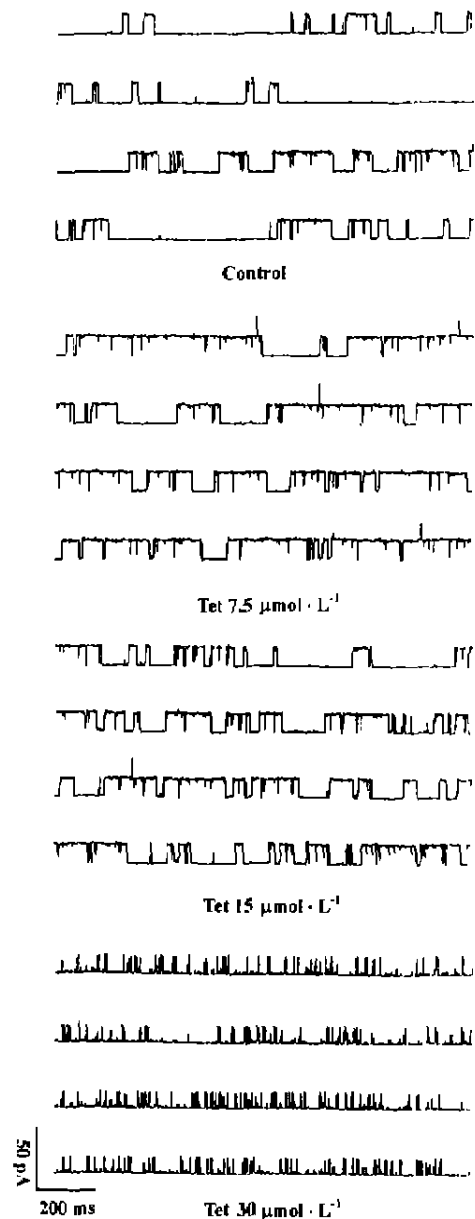 Control
Tet 7.5 μmol · L⁻¹
Tet 15 μmol · L⁻¹
50 pA
200 ms
Tet 30 μmol · L⁻¹